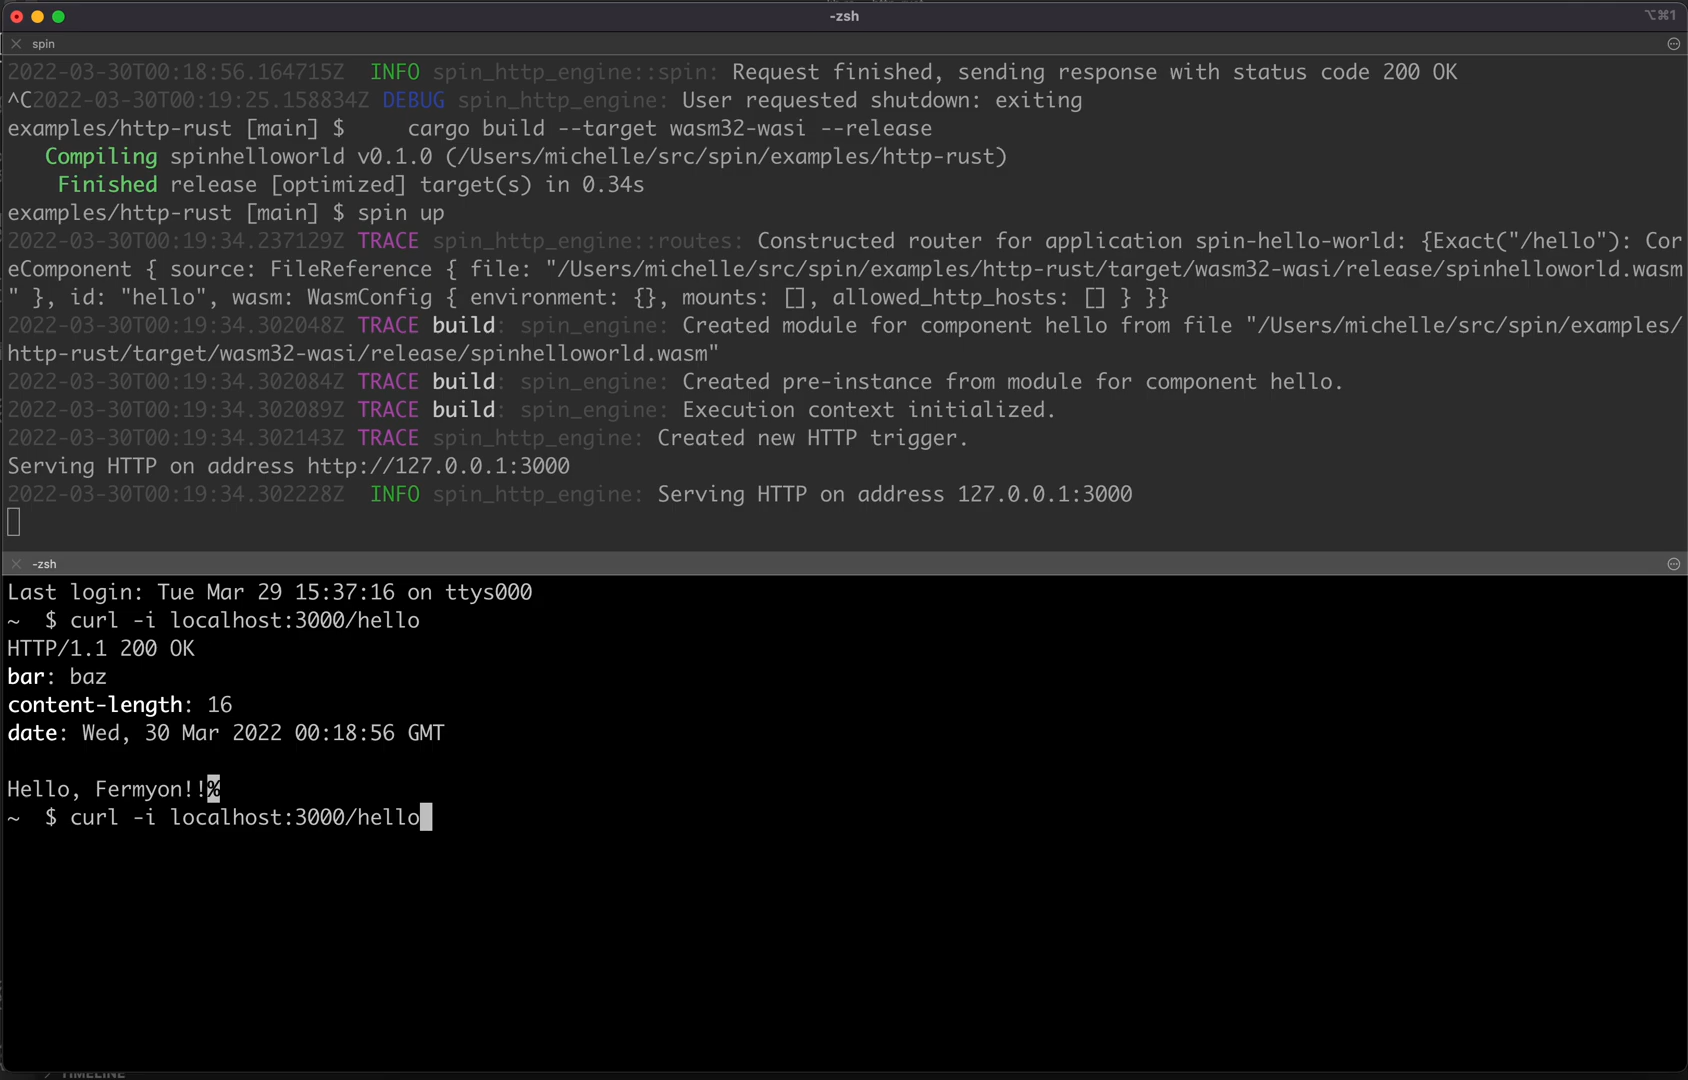 -zsh
⌥⌘1
spin
2022-03-30T00:18:56.164715Z  INFO spin_http_engine::spin: Request finished, sending response with status code 200 OK
^C2022-03-30T00:19:25.158834Z DEBUG spin_http_engine: User requested shutdown: exiting
examples/http-rust [main] $     cargo build --target wasm32-wasi --release
   Compiling spinhelloworld v0.1.0 (/Users/michelle/src/spin/examples/http-rust)
    Finished release [optimized] target(s) in 0.34s
examples/http-rust [main] $ spin up
2022-03-30T00:19:34.237129Z TRACE spin_http_engine::routes: Constructed router for application spin-hello-world: {Exact("/hello"): Cor
eComponent { source: FileReference { file: "/Users/michelle/src/spin/examples/http-rust/target/wasm32-wasi/release/spinhelloworld.wasm
" }, id: "hello", wasm: WasmConfig { environment: {}, mounts: [], allowed_http_hosts: [] } }}
2022-03-30T00:19:34.302048Z TRACE build: spin_engine: Created module for component hello from file "/Users/michelle/src/spin/examples/
http-rust/target/wasm32-wasi/release/spinhelloworld.wasm"
2022-03-30T00:19:34.302084Z TRACE build: spin_engine: Created pre-instance from module for component hello.
2022-03-30T00:19:34.302089Z TRACE build: spin_engine: Execution context initialized.
2022-03-30T00:19:34.302143Z TRACE spin_http_engine: Created new HTTP trigger.
Serving HTTP on address http://127.0.0.1:3000
2022-03-30T00:19:34.302228Z  INFO spin_http_engine: Serving HTTP on address 127.0.0.1:3000
-zsh
Last login: Tue Mar 29 15:37:16 on ttys000
~  $ curl -i localhost:3000/hello
HTTP/1.1 200 OK
bar: baz
content-length: 16
date: Wed, 30 Mar 2022 00:18:56 GMT
Hello, Fermyon!!%
~  $ curl -i localhost:3000/hello
TIMELINE